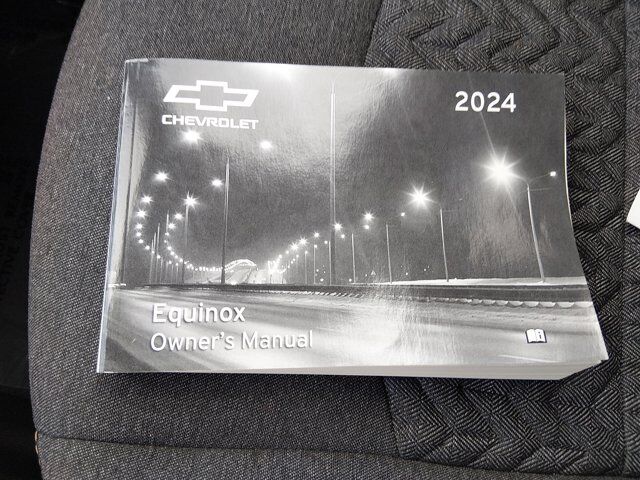 CHEVROLET
2024
Equinox
Owner's Manual